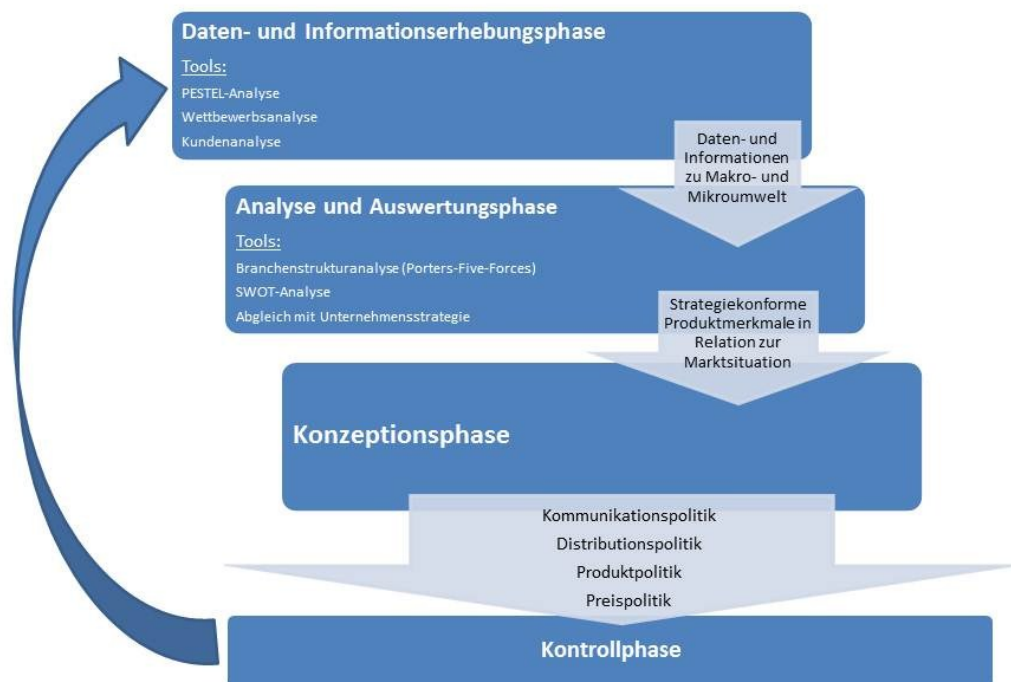 Daten- und Informationserhebungsphase
Tools:
PESTEL-Analyse
Wettbewerbsanalyse
Kundenanalyse
Daten- und
Informationen
zu Makro- und
Mikroumwelt
Analyse und Auswertungsphase
Tools:
Branchenstrukturanalyse (Porters-Five-Forces)
SWOT-Analyse
Abgleich mit Unternehmensstrategie
Strategiekonforme
Produktmerkmale in
Relation zur
Marktsituation
Konzeptionsphase
Kommunikationspolitik
Distributionspolitik
Produktpolitik
Preispolitik
Kontrollphase